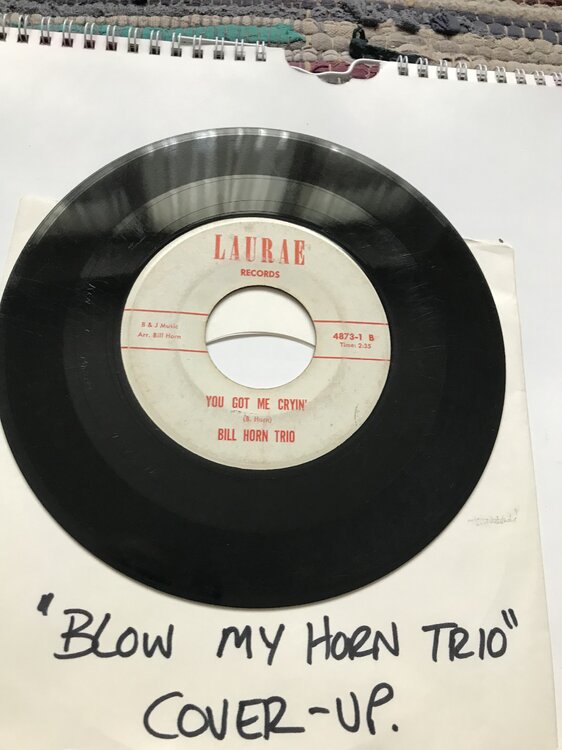 LAURAE
RECORDS
B & J Music
Arr. Bill Horn
4873-1 B
Time: 2:35
YOU GOT ME CRYIN'
(B. Horn)
BILL HORN TRIO
"BLOW MY HORN TRIO"
COVER-UP.